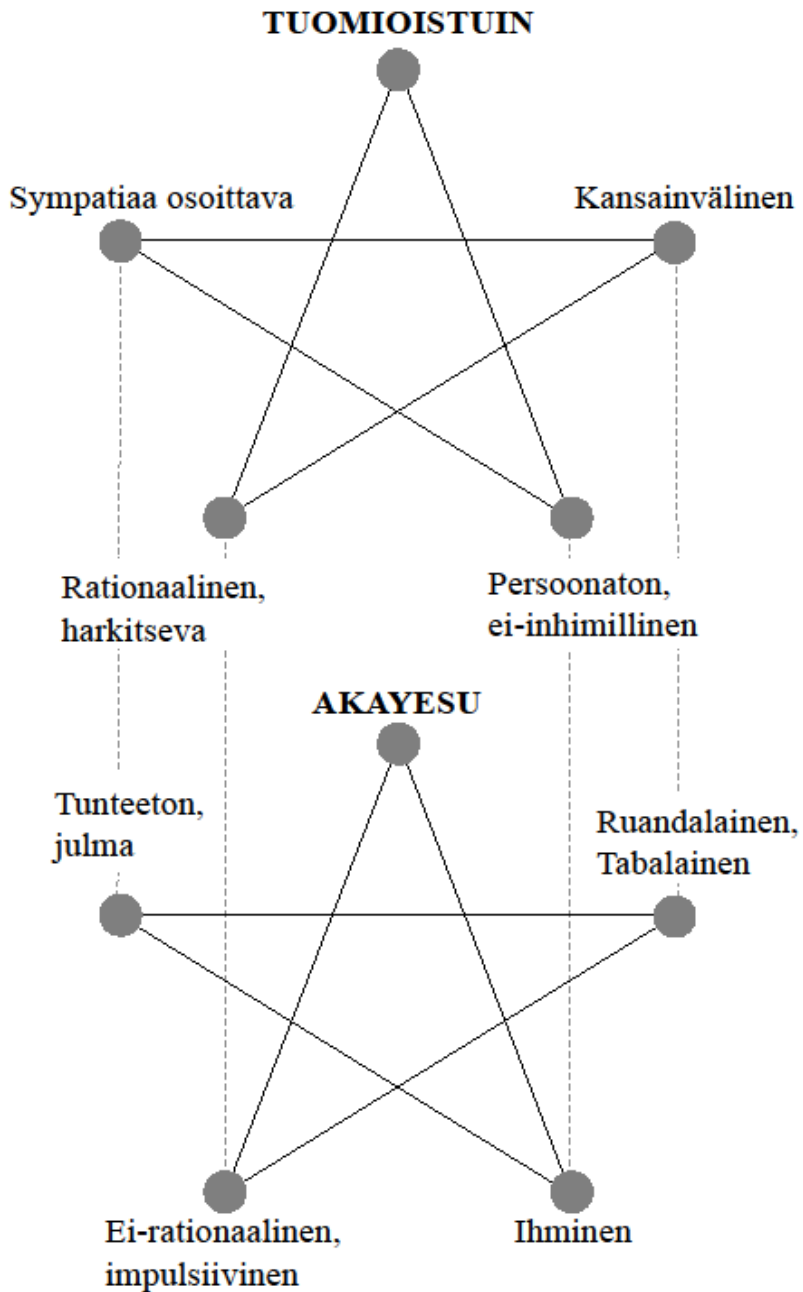 TUOMIOISTUIN
Sympatiaa osoittava
Kansainvälinen
Rationaalinen,
harkitseva
Persoonaton,
ei-inhimillinen
AKAYESU
Tunteeton,
julma
Ruandalainen,
Tabalainen
Ei-rationaalinen,
impulsiivinen
Ihminen